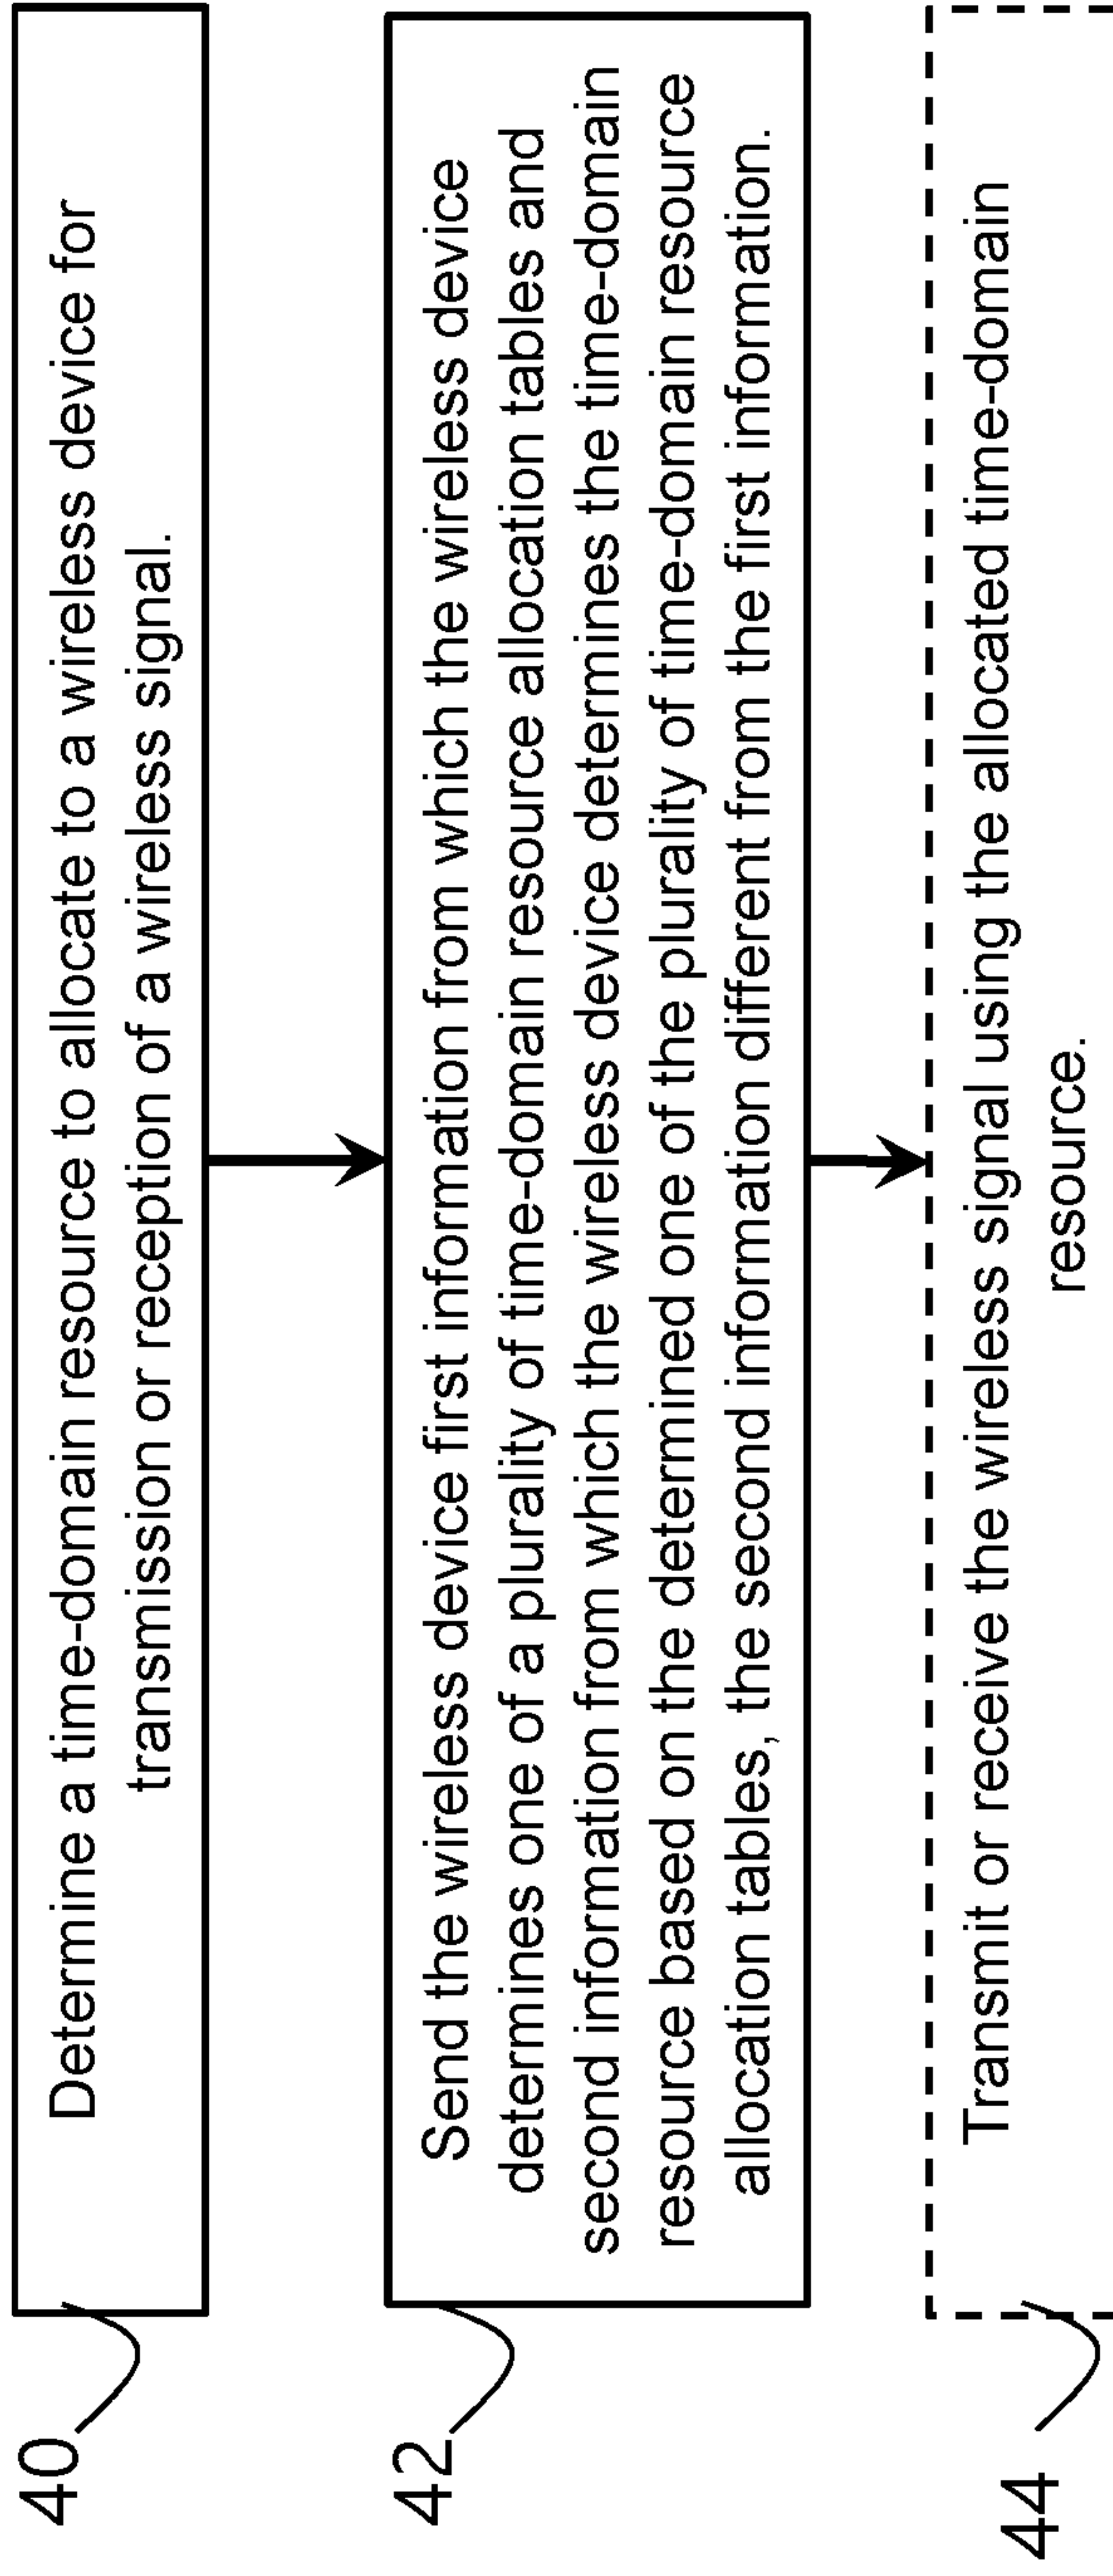 40
Determine a time-domain resource to allocate to a wireless device for
transmission or reception of a wireless signal.
42
Send the wireless device first information from which the wireless device
determines one of a plurality of time-domain resource allocation tables and
second information from which the wireless device determines the time-domain
resource based on the determined one of the plurality of time-domain resource
allocation tables, the second information different from the first information.
44
Transmit or receive the wireless signal using the allocated time-domain
resource.